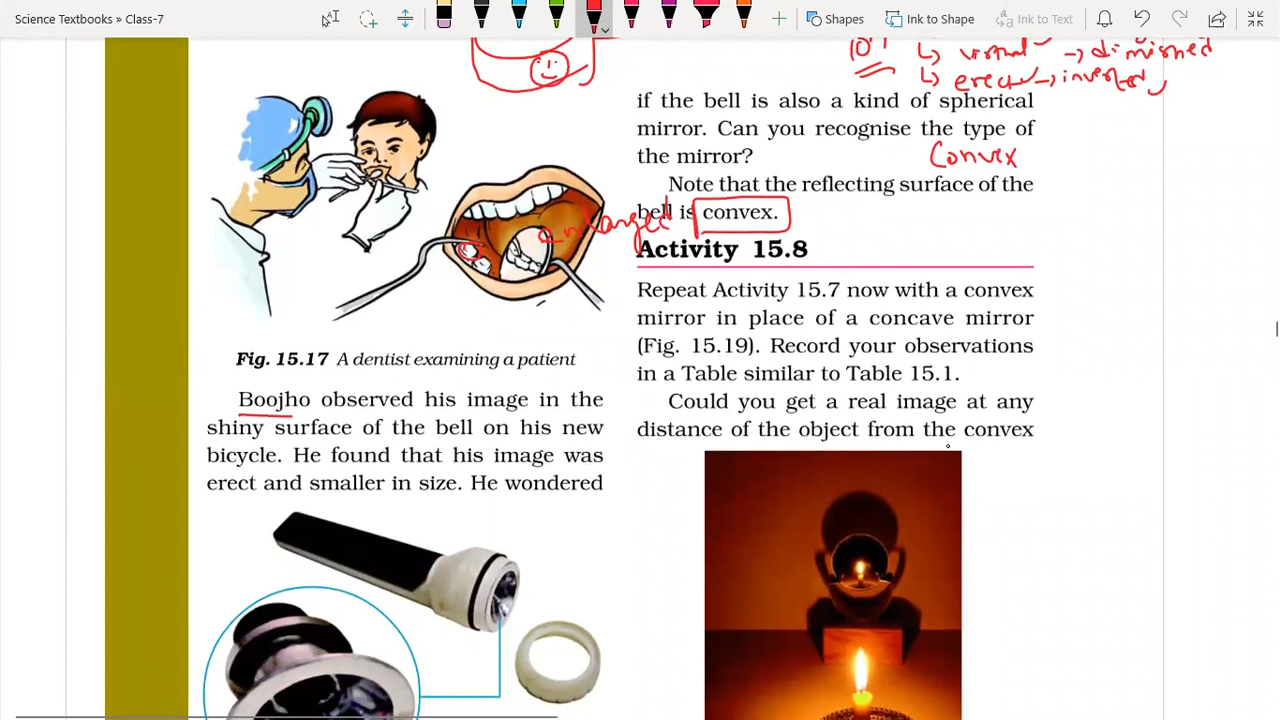 Science Textbooks » Class-7
Shapes
Ink to Shape
Ink to Text
↳ virtual → diminished
↳ erect → inverted
Fig. 15.17 A dentist examining a patient
Boojho observed his image in the
shiny surface of the bell on his new
bicycle. He found that his image was
erect and smaller in size. He wondered
enlarged
if the bell is also a kind of spherical
mirror. Can you recognise the type of
the mirror?
Convex
Note that the reflecting surface of the
bell is convex.
Activity 15.8
Repeat Activity 15.7 now with a convex
mirror in place of a concave mirror
(Fig. 15.19). Record your observations
in a Table similar to Table 15.1.
Could you get a real image at any
distance of the object from the convex